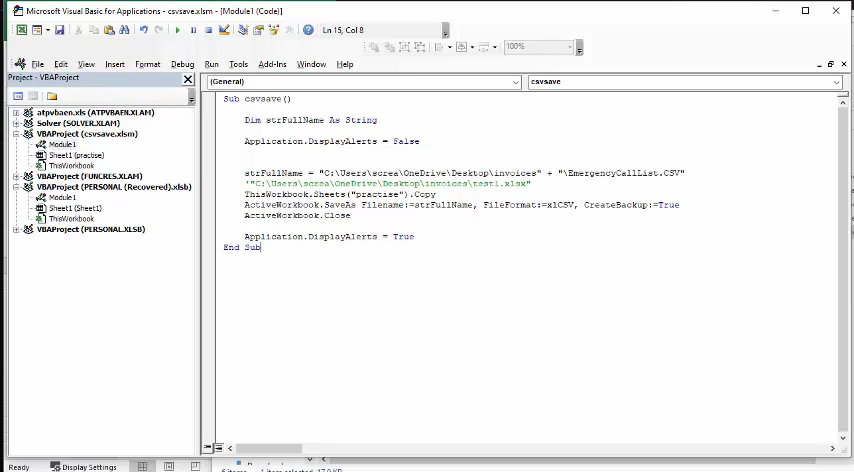 Microsoft Visual Basic for Applications - csvsave.xlsm - [Module1 (Code)]
Ln 15, Col 8
100%
File Edit View Insert Format Debug Run Tools Add-Ins Window Help
Project - VBAProject
(General)
csvsave
atpvbaen.xls (ATPVBAEN.XLAM)
Solver (SOLVER.XLAM)
VBAProject (csvsave.xlsm)
Module1
Sheet1 (practise)
ThisWorkbook
VBAProject (FUNCRES.XLAM)
VBAProject (PERSONAL (Recovered).xlsb)
Module1
Sheet1 (Sheet1)
ThisWorkbook
VBAProject (PERSONAL.XLSB)
Sub csvsave()
Dim strFullName As String
Application.DisplayAlerts = False
strFullName = "C:\Users\screa\OneDrive\Desktop\invoices" + "\EmergencyCallList.CSV"
'"C:\Users\screa\OneDrive\Desktop\invoices\test1.xlsx"
ThisWorkbook.Sheets("practise").Copy
ActiveWorkbook.SaveAs Filename:=strFullName, FileFormat:=xlCSV, CreateBackup:=True
ActiveWorkbook.Close
Application.DisplayAlerts = True
End Sub
Ready
Display Settings